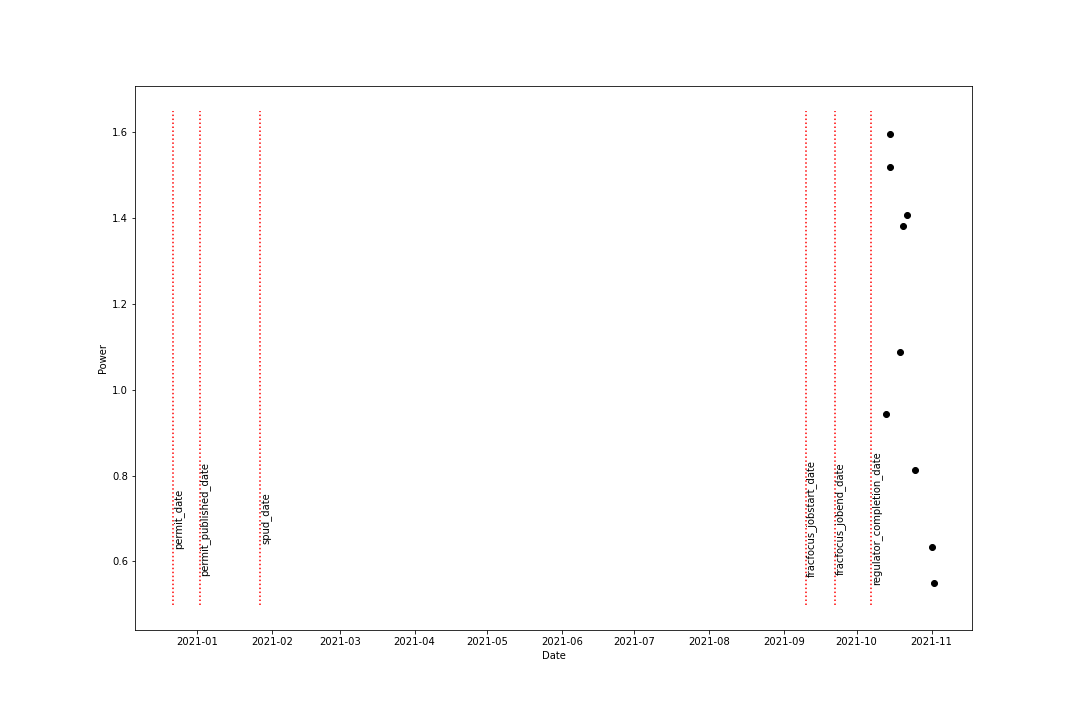 1.6
1.4
1.2
1.0
0.8
0.6
Power
permit_date
permit_published_date
spud_date
fracfocus_jobstart_date
fracfocus_jobend_date
regulator_completion_date
2021-01
2021-02
2021-03
2021-04
2021-05
2021-06
2021-07
2021-08
2021-09
2021-10
2021-11
Date